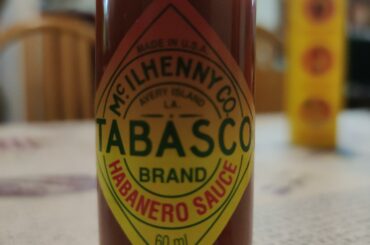 MADE IN U.S.A.
McILHENNY CO.
AVERY ISLAND
LA.
TABASCO
BRAND
HABANERO SAUCE
60 ml